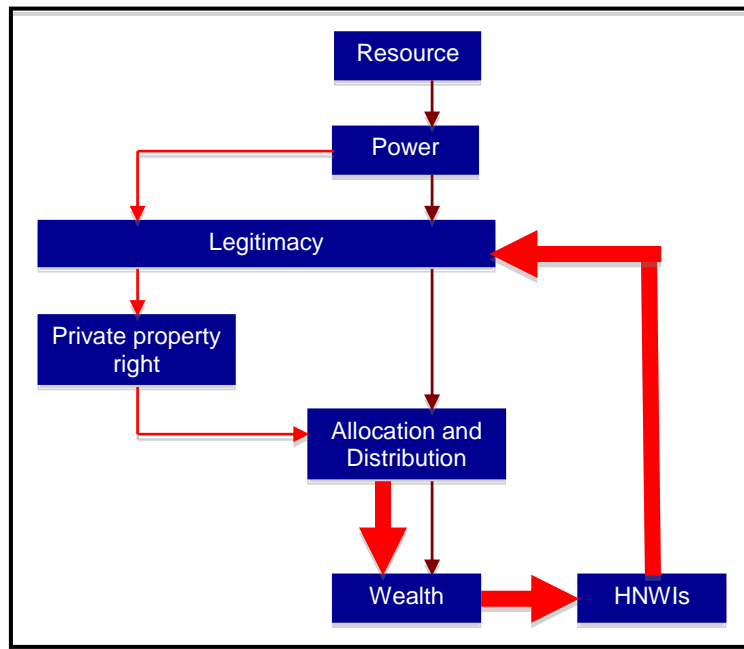 Resource
Power
Legitimacy
Private property
right
Allocation and
Distribution
Wealth
HNWIs